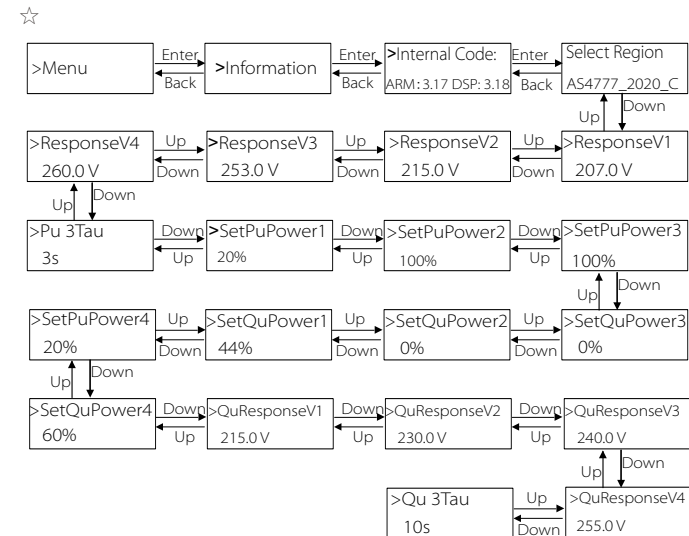 ☆
>Menu Enter Back >Information Enter Back >Internal Code: Enter Back Select Region
ARM: 3.17 DSP: 3.18 AS4777_2020_C
Up Down
>ResponseV4 Up Down >ResponseV3 Up Down >ResponseV2 Up Down >ResponseV1
260.0 V 253.0 V 215.0 V 207.0 V
Up Down
>Pu 3Tau Down Up >SetPuPower1 Down Up >SetPuPower2 Down Up >SetPuPower3
3s 20% 100% 100%
Up Down
>SetPuPower4 Up Down >SetQuPower1 Up Down >SetQuPower2 Up Down >SetQuPower3
20% 44% 0% 0%
Up Down
>SetQuPower4 Down Up >QuResponseV1 Down Up >QuResponseV2 Down Up >QuResponseV3
60% 215.0 V 230.0 V 240.0 V
Up Down
>Qu 3Tau Up Down >QuResponseV4
10s 255.0 V